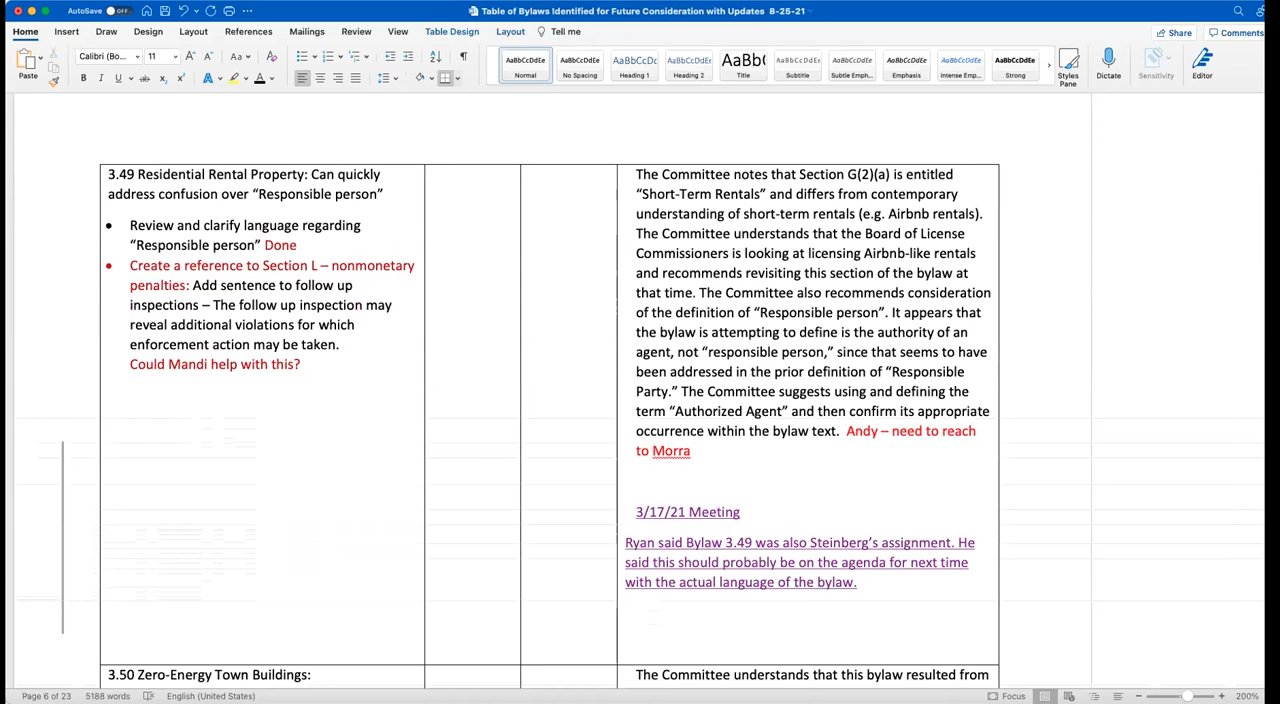 AutoSave OFF
Table of Bylaws Identified for Future Consideration with Updates 8-25-21
Home Insert Draw Design Layout References Mailings Review View Table Design Layout Tell me
Share Comments
Paste
Calibri (Bo... 11
AaBbCcDdEe Normal
AaBbCcDdEe No Spacing
AaBbCcDc Heading 1
AaBbCcDdEe Heading 2
AaBbC Title
AaBbCcDdEe Subtitle
AaBbCcDdEe Subtle Emph...
AaBbCcDdEe Emphasis
AaBbCcDdEe Intense Emp...
AaBbCcDdEe Strong
Styles Pane
Dictate
Sensitivity
Editor
3.49 Residential Rental Property: Can quickly
address confusion over “Responsible person”
• Review and clarify language regarding
“Responsible person” Done
• Create a reference to Section L – nonmonetary
penalties: Add sentence to follow up
inspections – The follow up inspection may
reveal additional violations for which
enforcement action may be taken.
Could Mandi help with this?
The Committee notes that Section G(2)(a) is entitled
“Short-Term Rentals” and differs from contemporary
understanding of short-term rentals (e.g. Airbnb rentals).
The Committee understands that the Board of License
Commissioners is looking at licensing Airbnb-like rentals
and recommends revisiting this section of the bylaw at
that time. The Committee also recommends consideration
of the definition of “Responsible person”. It appears that
the bylaw is attempting to define is the authority of an
agent, not “responsible person,” since that seems to have
been addressed in the prior definition of “Responsible
Party.” The Committee suggests using and defining the
term “Authorized Agent” and then confirm its appropriate
occurrence within the bylaw text. Andy – need to reach
to Morra
3/17/21 Meeting
Ryan said Bylaw 3.49 was also Steinberg’s assignment. He
said this should probably be on the agenda for next time
with the actual language of the bylaw.
3.50 Zero-Energy Town Buildings:
The Committee understands that this bylaw resulted from
Page 6 of 23 5188 words English (United States) Focus 200%